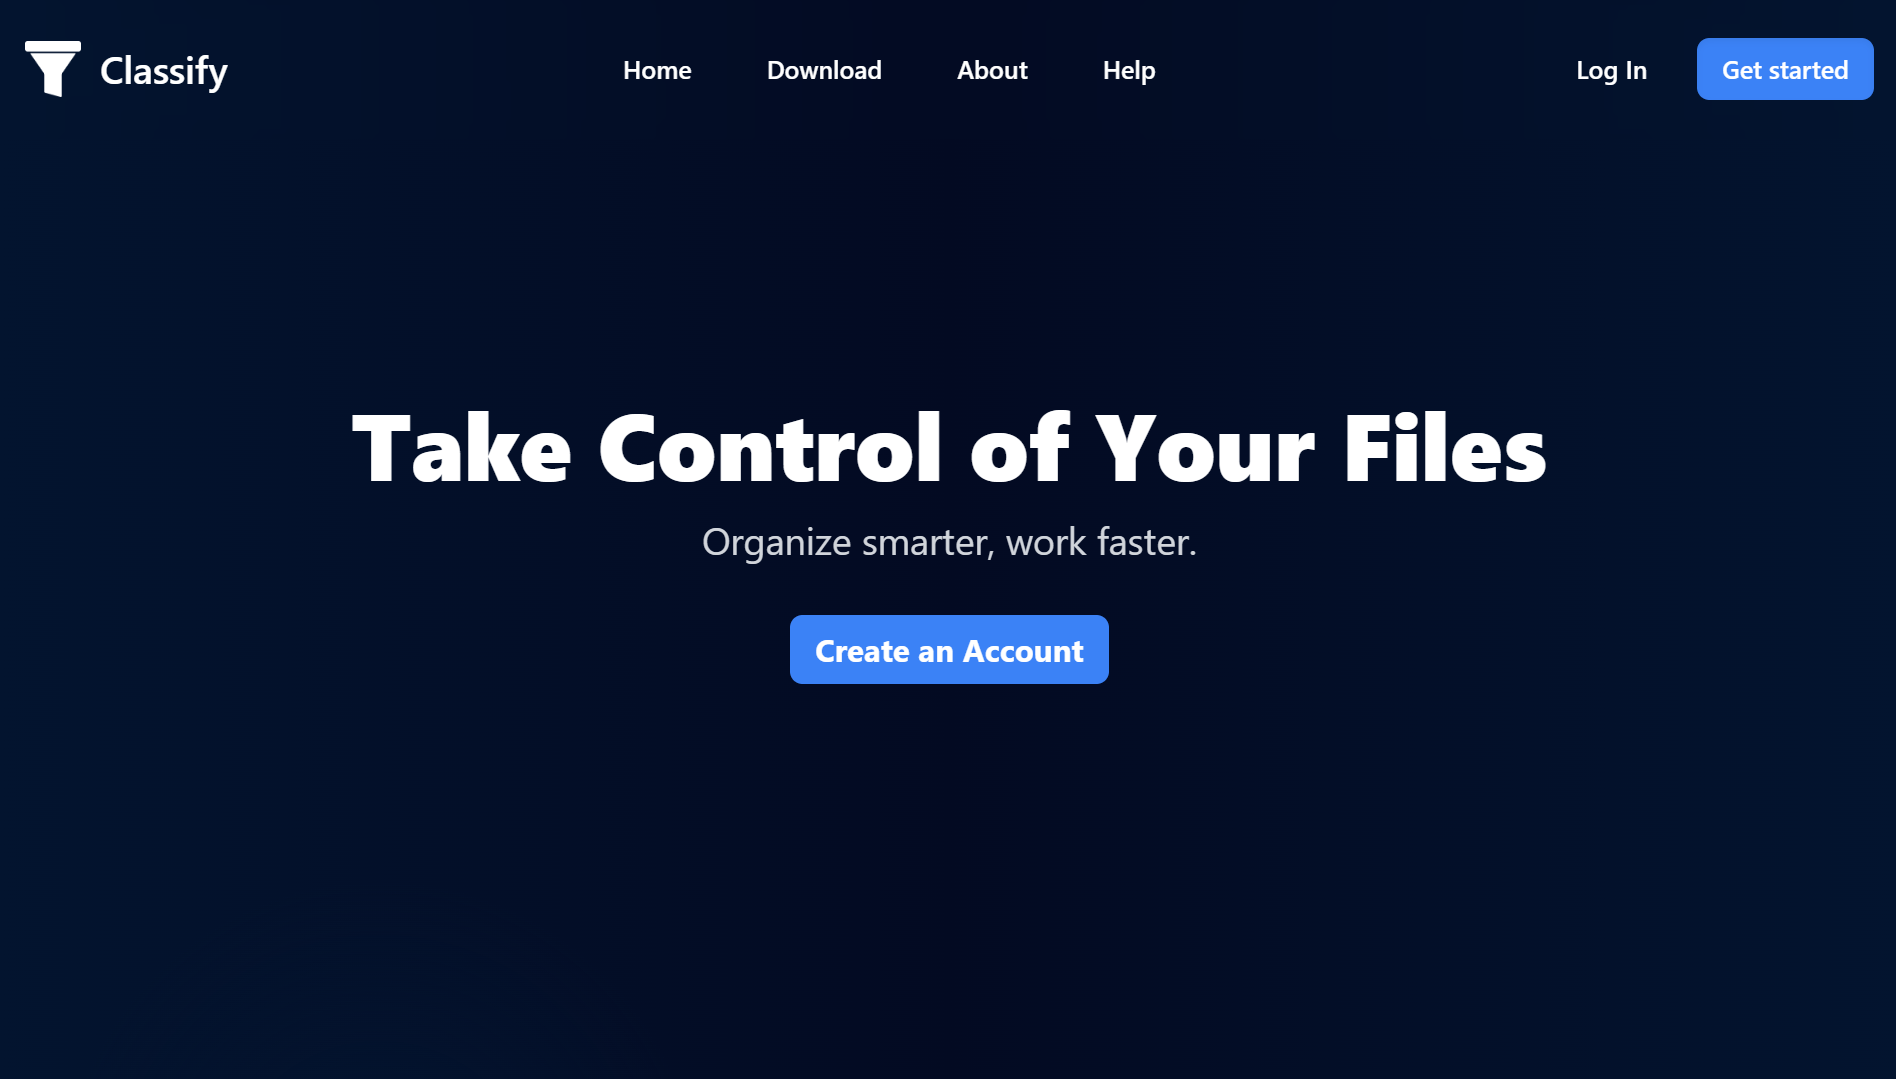 Classify
Home
Download
About
Help
Log In
Get started
Take Control of Your Files
Organize smarter, work faster.
Create an Account